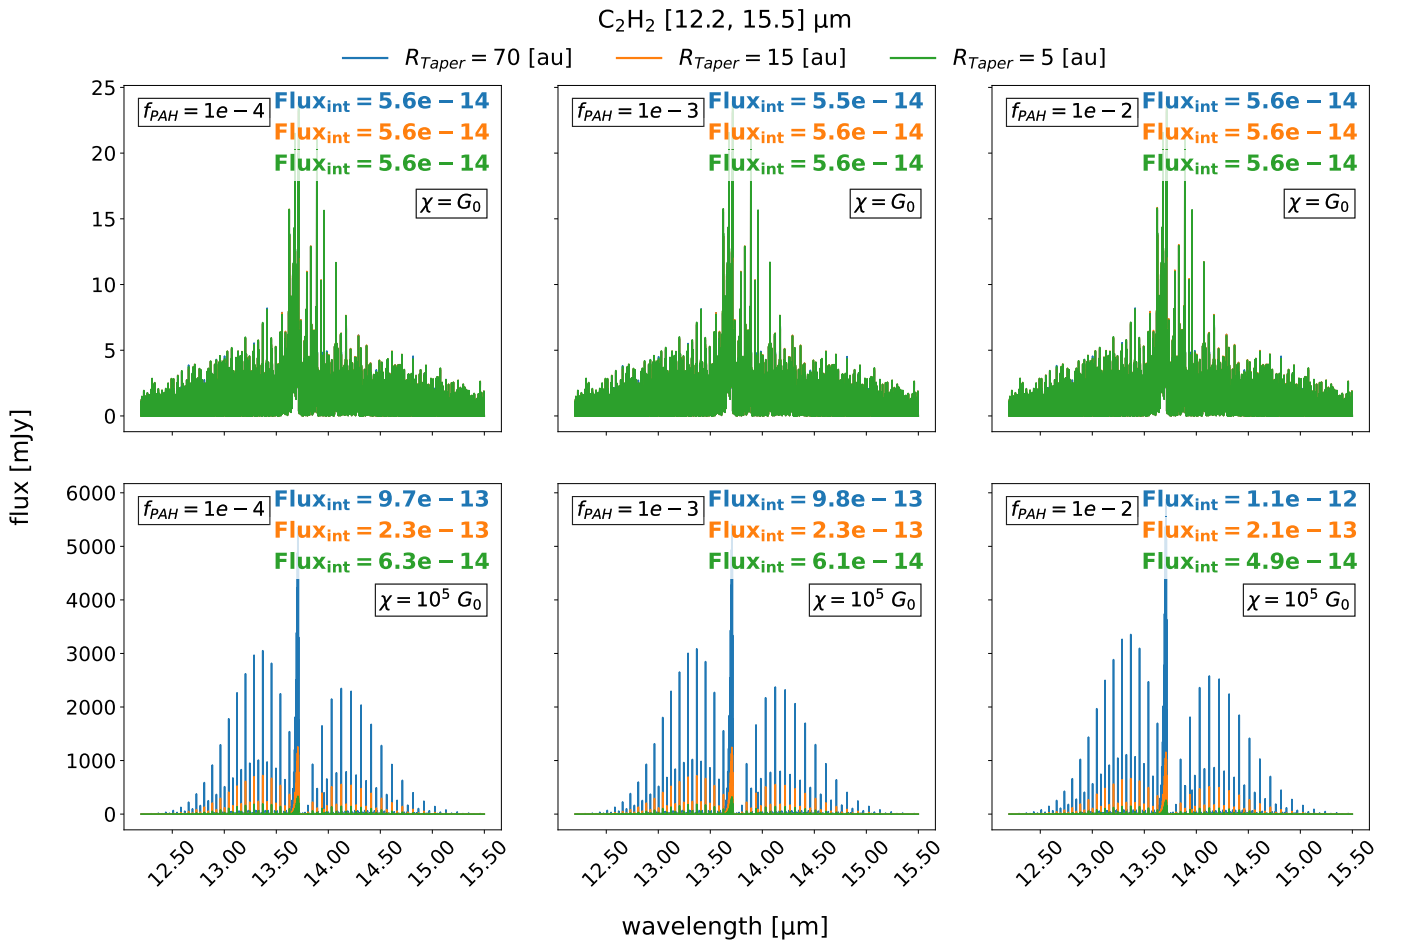 C₂H₂ [12.2, 15.5] µm
R_Taper = 70 [au] R_Taper = 15 [au] R_Taper = 5 [au]
f_PAH = 1e − 4
Flux_int = 5.6e − 14
Flux_int = 5.6e − 14
Flux_int = 5.6e − 14
χ = G₀
f_PAH = 1e − 3
Flux_int = 5.5e − 14
Flux_int = 5.6e − 14
Flux_int = 5.6e − 14
χ = G₀
f_PAH = 1e − 2
Flux_int = 5.6e − 14
Flux_int = 5.6e − 14
Flux_int = 5.6e − 14
χ = G₀
25
20
15
10
5
0
flux [mJy]
f_PAH = 1e − 4
Flux_int = 9.7e − 13
Flux_int = 2.3e − 13
Flux_int = 6.3e − 14
χ = 10⁵ G₀
f_PAH = 1e − 3
Flux_int = 9.8e − 13
Flux_int = 2.3e − 13
Flux_int = 6.1e − 14
χ = 10⁵ G₀
f_PAH = 1e − 2
Flux_int = 1.1e − 12
Flux_int = 2.1e − 13
Flux_int = 4.9e − 14
χ = 10⁵ G₀
6000
5000
4000
3000
2000
1000
0
12.50 13.00 13.50 14.00 14.50 15.00 15.50
12.50 13.00 13.50 14.00 14.50 15.00 15.50
12.50 13.00 13.50 14.00 14.50 15.00 15.50
wavelength [µm]